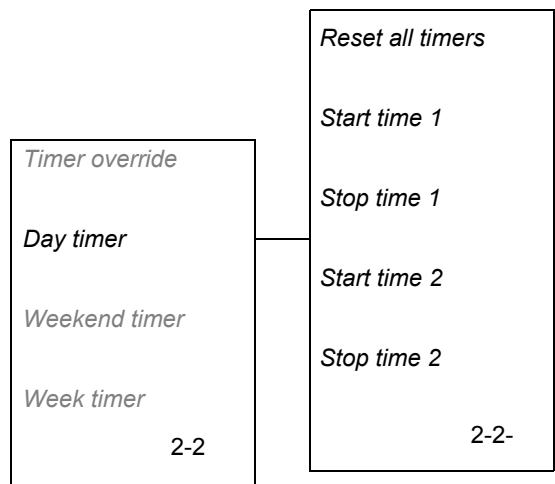 Timer override
Day timer
Weekend timer
Week timer
2-2
Reset all timers
Start time 1
Stop time 1
Start time 2
Stop time 2
2-2-